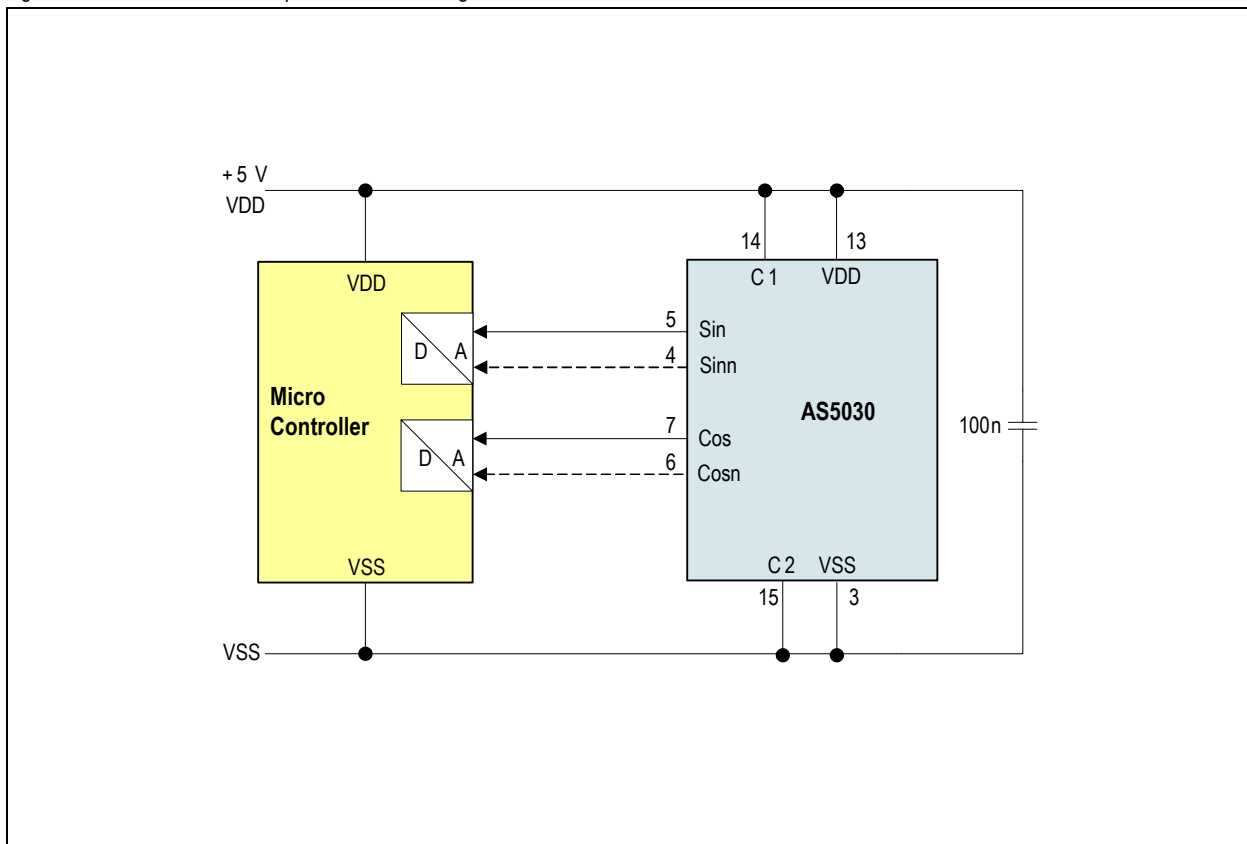 +5 V
VDD
14
13
VDD
C1
VDD
5
Sin
D
A
4
Sinn
Micro
Controller
AS5030
7
Cos
100n
D
A
6
Cosn
VSS
C2
VSS
15
3
VSS